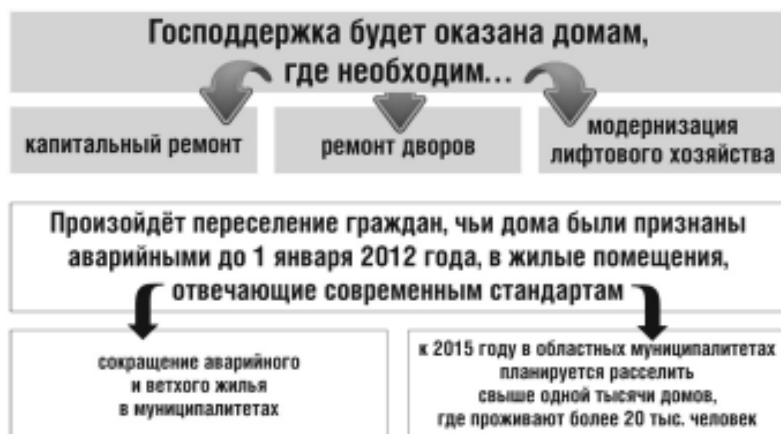 Господдержка будет оказана домам,
где необходим...
капитальный ремонт
ремонт дворов
модернизация
лифтового хозяйства
Произойдёт переселение граждан, чьи дома были признаны
аварийными до 1 января 2012 года, в жилые помещения,
отвечающие современным стандартам
сокращение аварийного
и ветхого жилья
в муниципалитетах
к 2015 году в областных муниципалитетах
планируется расселить
свыше одной тысячи домов,
где проживают более 20 тыс. человек